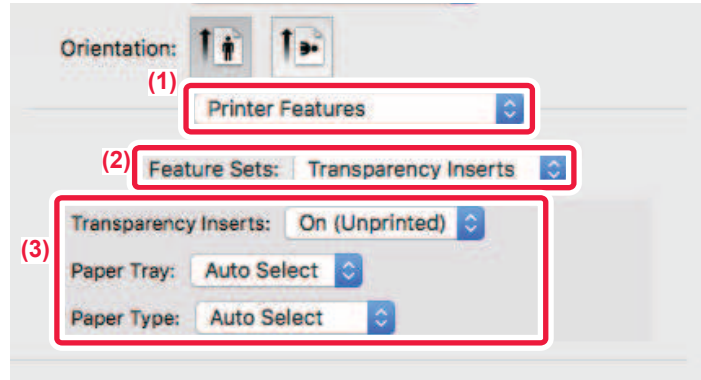 Orientation:
(1)
Printer Features
(2) Feature Sets: Transparency Inserts
(3)
Transparency Inserts: On (Unprinted)
Paper Tray: Auto Select
Paper Type: Auto Select